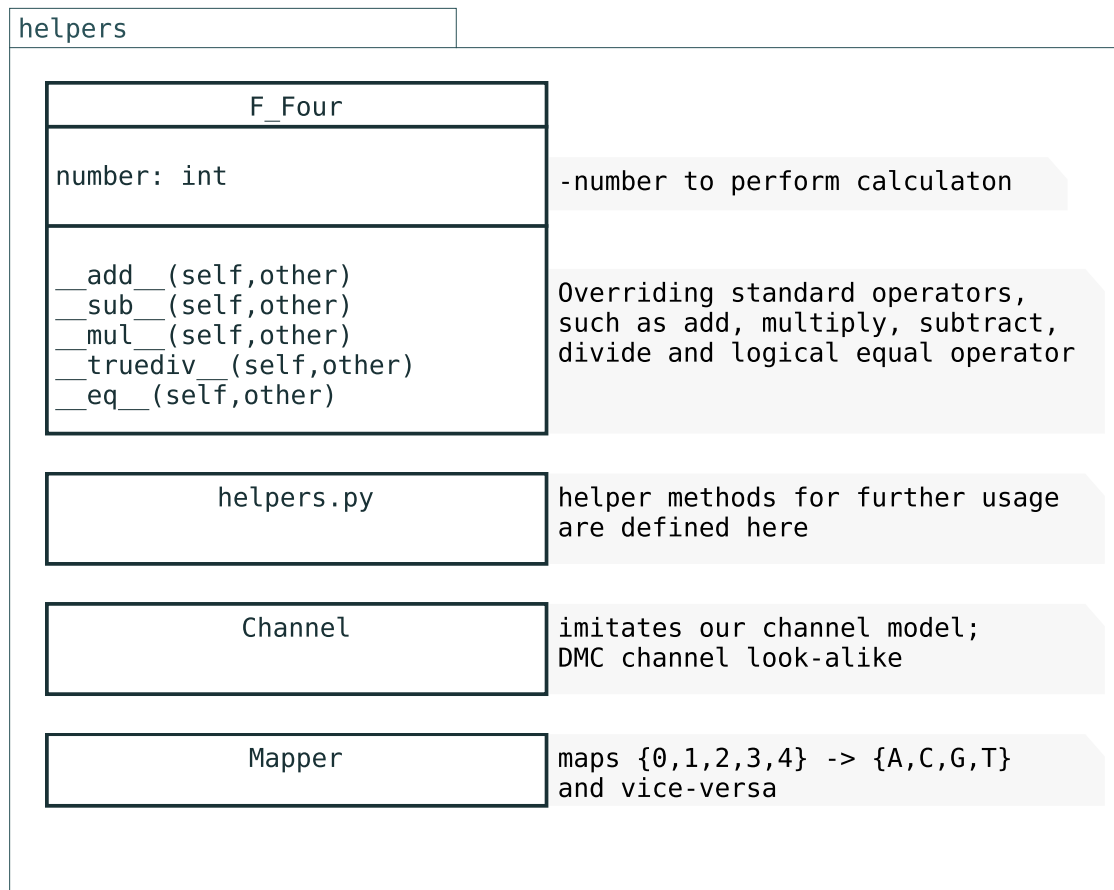 helpers
F_Four
number: int
-number to perform calculaton
__add__(self,other)
__sub__(self,other)
__mul__(self,other)
__truediv__(self,other)
__eq__(self,other)
Overriding standard operators,
such as add, multiply, subtract,
divide and logical equal operator
helpers.py
helper methods for further usage
are defined here
Channel
imitates our channel model;
DMC channel look-alike
Mapper
maps {0,1,2,3,4} -> {A,C,G,T}
and vice-versa